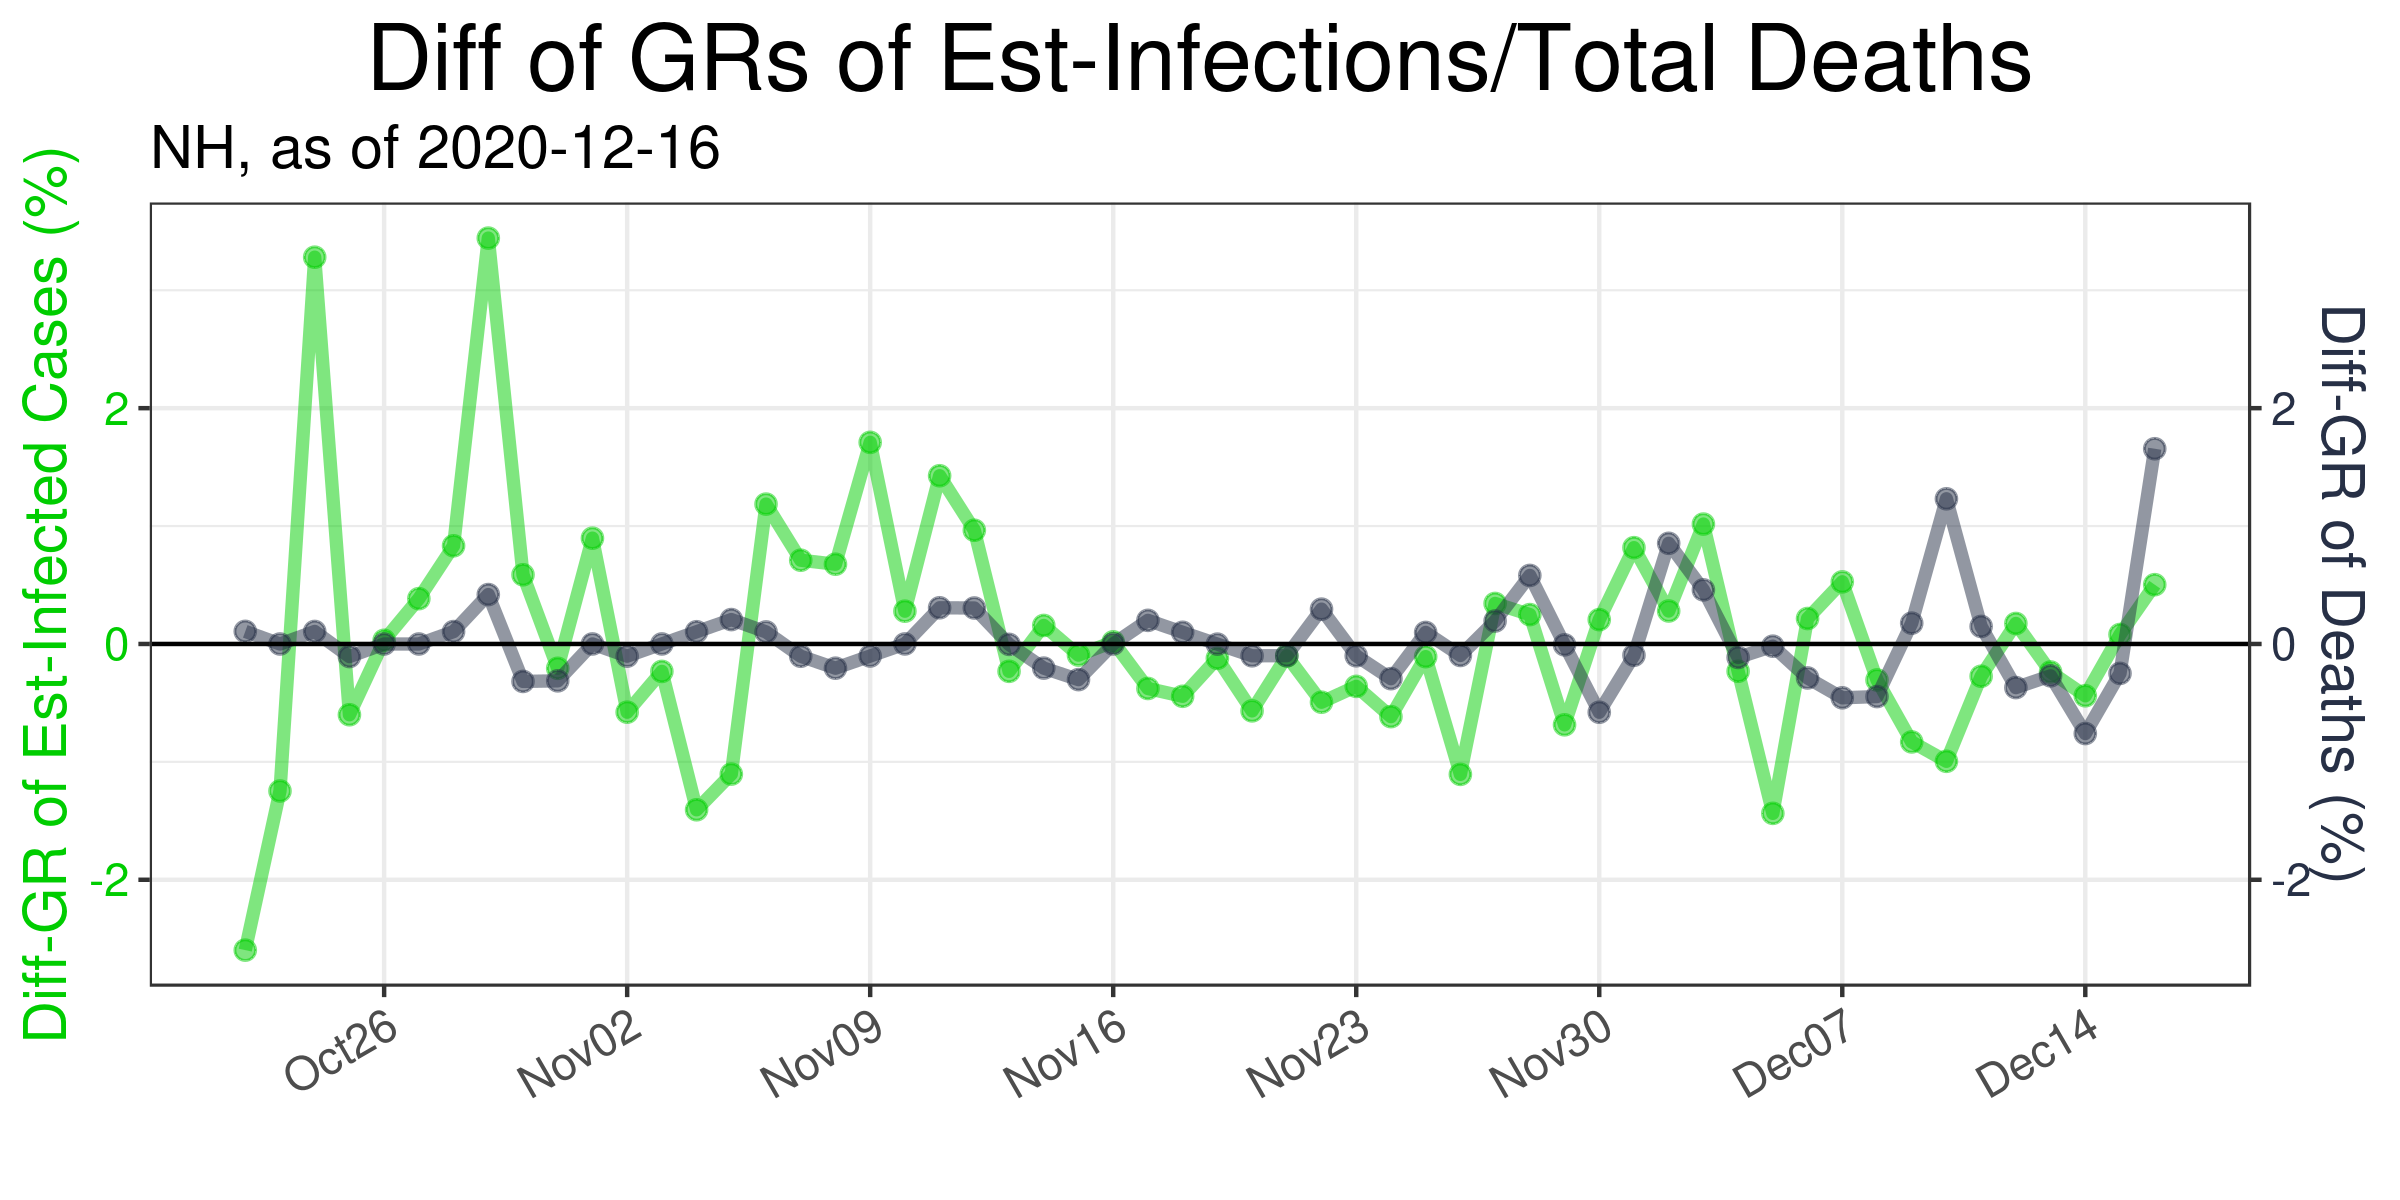 Diff of GRs of Est-Infections/Total Deaths
NH, as of 2020-12-16
Diff-GR of Est-Infected Cases (%)
2
0
-2
2
0
-2
Diff-GR of Deaths (%)
Oct26
Nov02
Nov09
Nov16
Nov23
Nov30
Dec07
Dec14